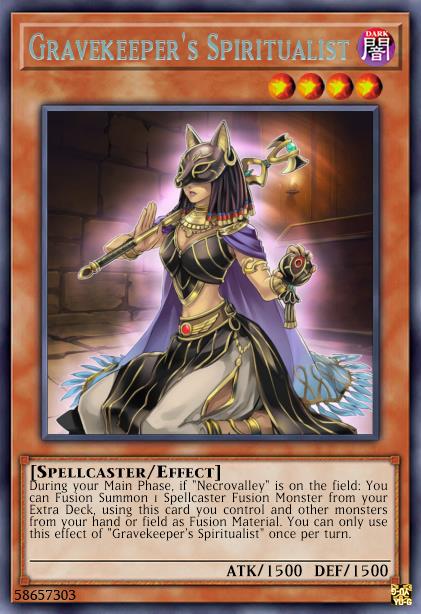 Gravekeeper's Spiritualist
DARK
闇
[Spellcaster/Effect]
During your Main Phase, if "Necrovalley" is on the field: You
can Fusion Summon 1 Spellcaster Fusion Monster from your
Extra Deck, using this card you control and other monsters
from your hand or field as Fusion Material. You can only use
this effect of "Gravekeeper's Spiritualist" once per turn.
ATK/1500 DEF/1500
58657303